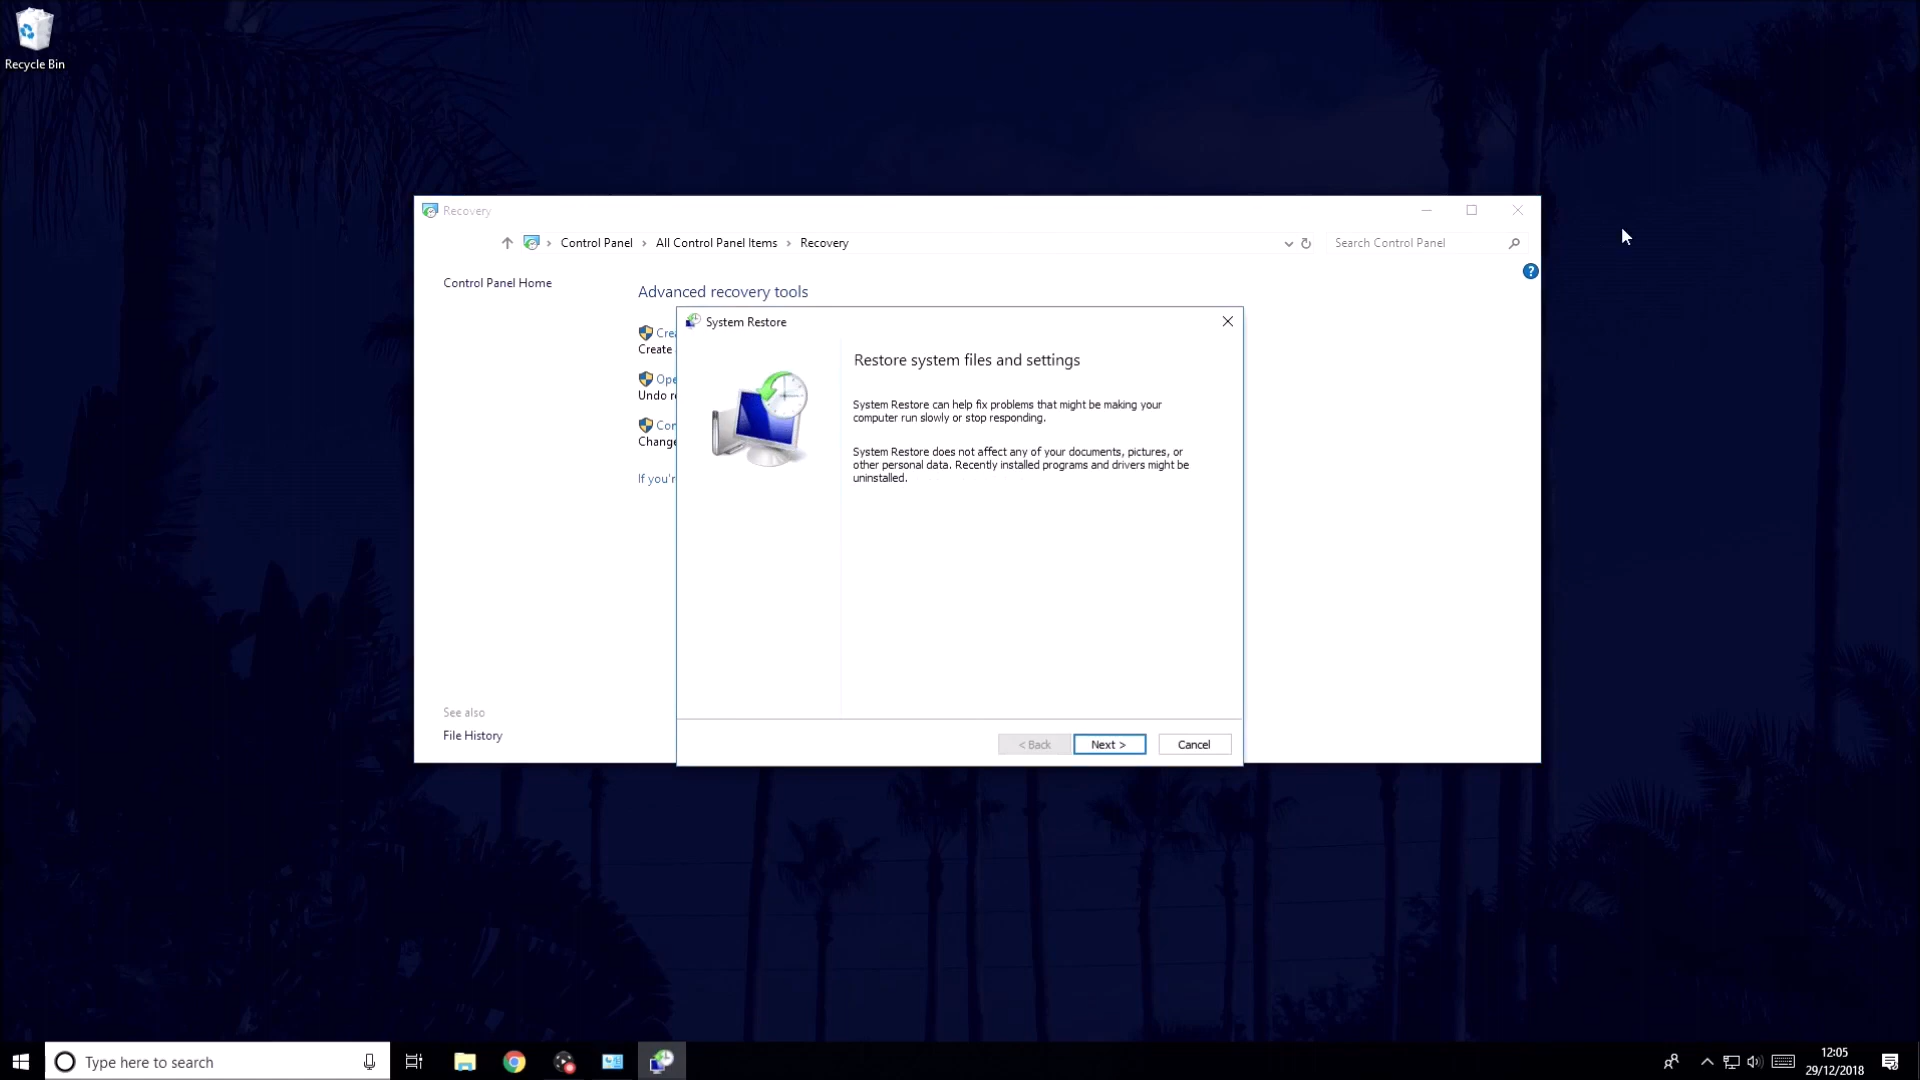 Recycle Bin
Recovery
Control Panel > All Control Panel Items > Recovery
Search Control Panel
Control Panel Home
Advanced recovery tools
Create
Undo
Change
If you'r
System Restore
Restore system files and settings
System Restore can help fix problems that might be making your
computer run slowly or stop responding.
System Restore does not affect any of your documents, pictures, or
other personal data. Recently installed programs and drivers might be
uninstalled.
< Back
Next >
Cancel
See also
File History
Type here to search
12:05
29/12/2018